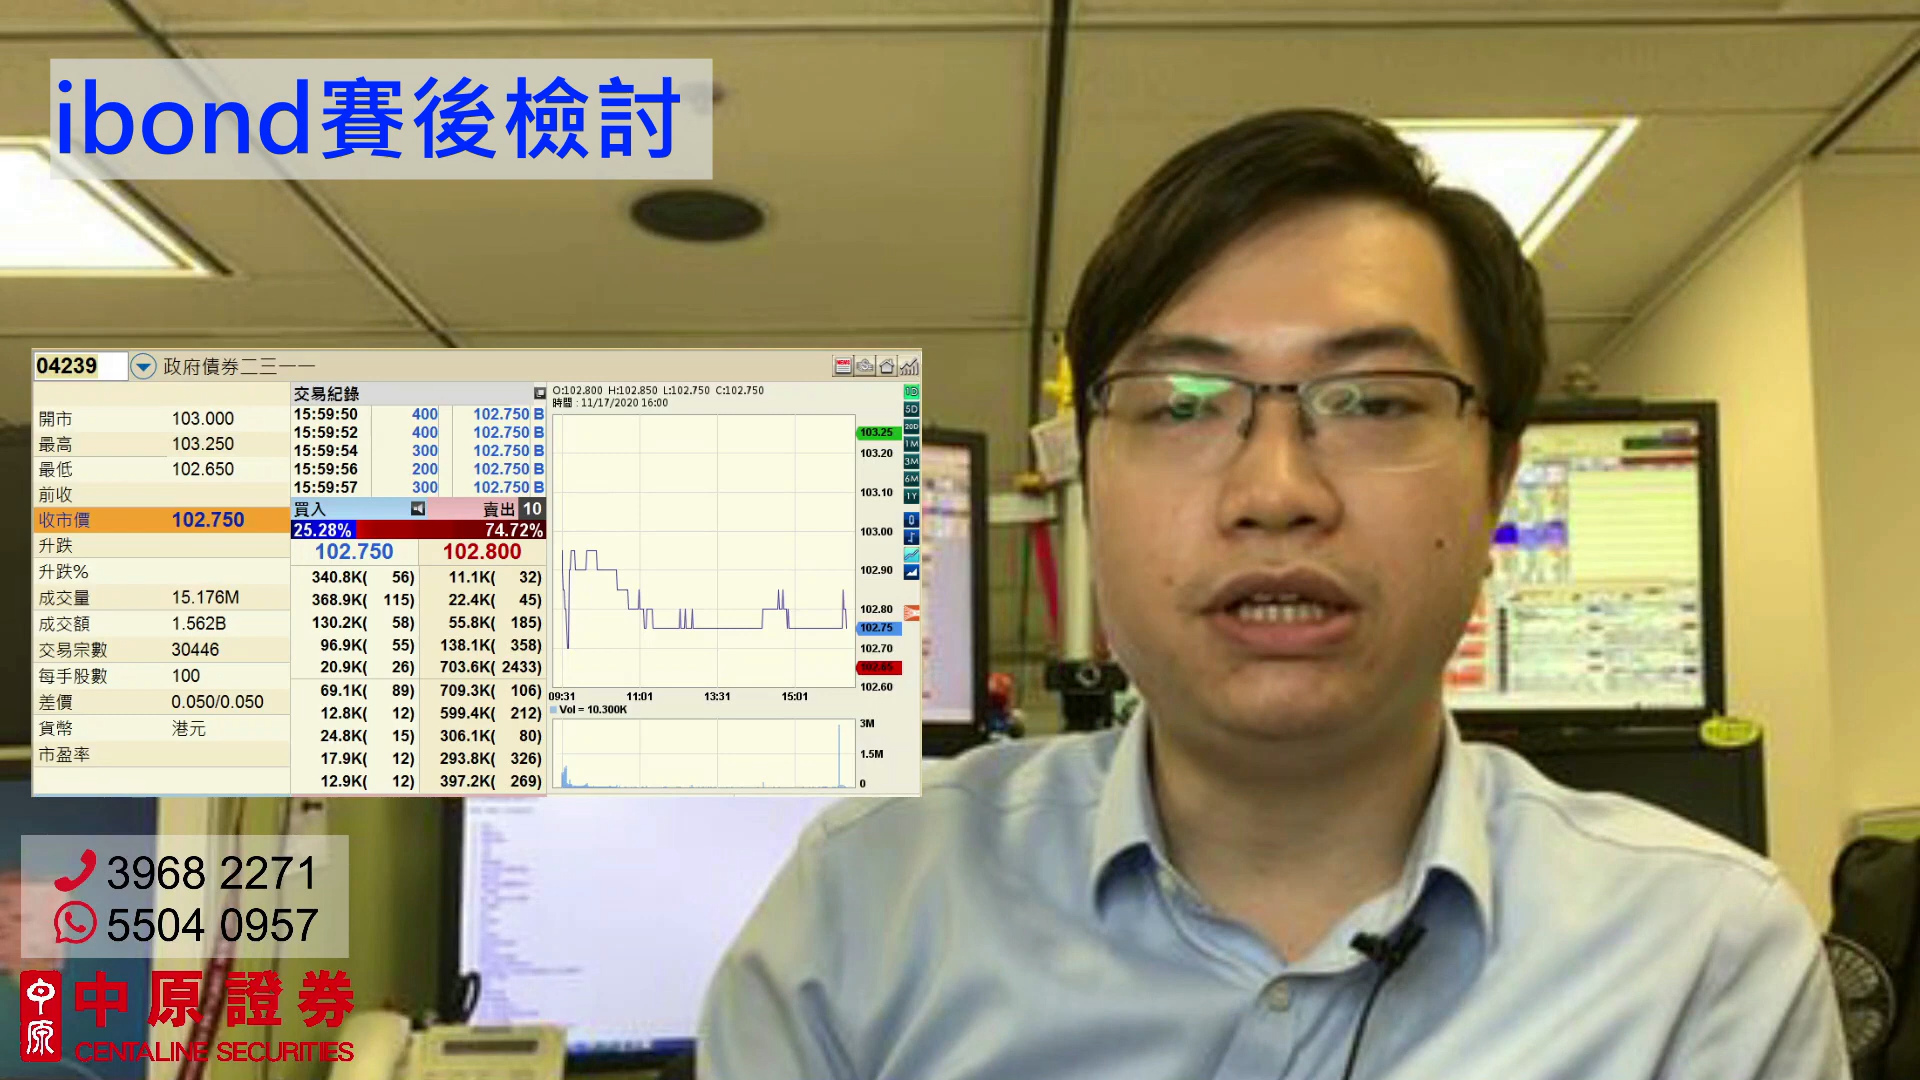 ibond賽後檢討
04239 政府債券二三一一
開市 103.000
最高 103.250
最低 102.650
前收
收市價 102.750
升跌
升跌%
成交量 15.176M
成交額 1.562B
交易宗數 30446
每手股數 100
差價 0.050/0.050
貨幣 港元
市盈率
交易紀錄
15:59:50 400 102.750 B
15:59:52 400 102.750 B
15:59:54 300 102.750 B
15:59:56 200 102.750 B
15:59:57 300 102.750 B
買入 賣出 10
25.28% 74.72%
102.750 102.800
340.8K( 56) 11.1K( 32)
368.9K( 115) 22.4K( 45)
130.2K( 58) 55.8K( 185)
96.9K( 55) 138.1K( 358)
20.9K( 26) 703.6K( 2433)
69.1K( 89) 709.3K( 106)
12.8K( 12) 599.4K( 212)
24.8K( 15) 306.1K( 80)
17.9K( 12) 293.8K( 326)
12.9K( 12) 397.2K( 269)
O:102.800 H:102.850 L:102.750 C:102.750
時間 : 11/17/2020 16:00
103.25
103.20
103.10
103.00
102.90
102.80
102.75
102.70
102.65
102.60
09:31 11:01 13:31 15:01
Vol = 10.300K
3M
1.5M
0
1D
5D
20D
1M
3M
6M
1Y
3968 2271
5504 0957
中原
中原證券
CENTALINE SECURITIES